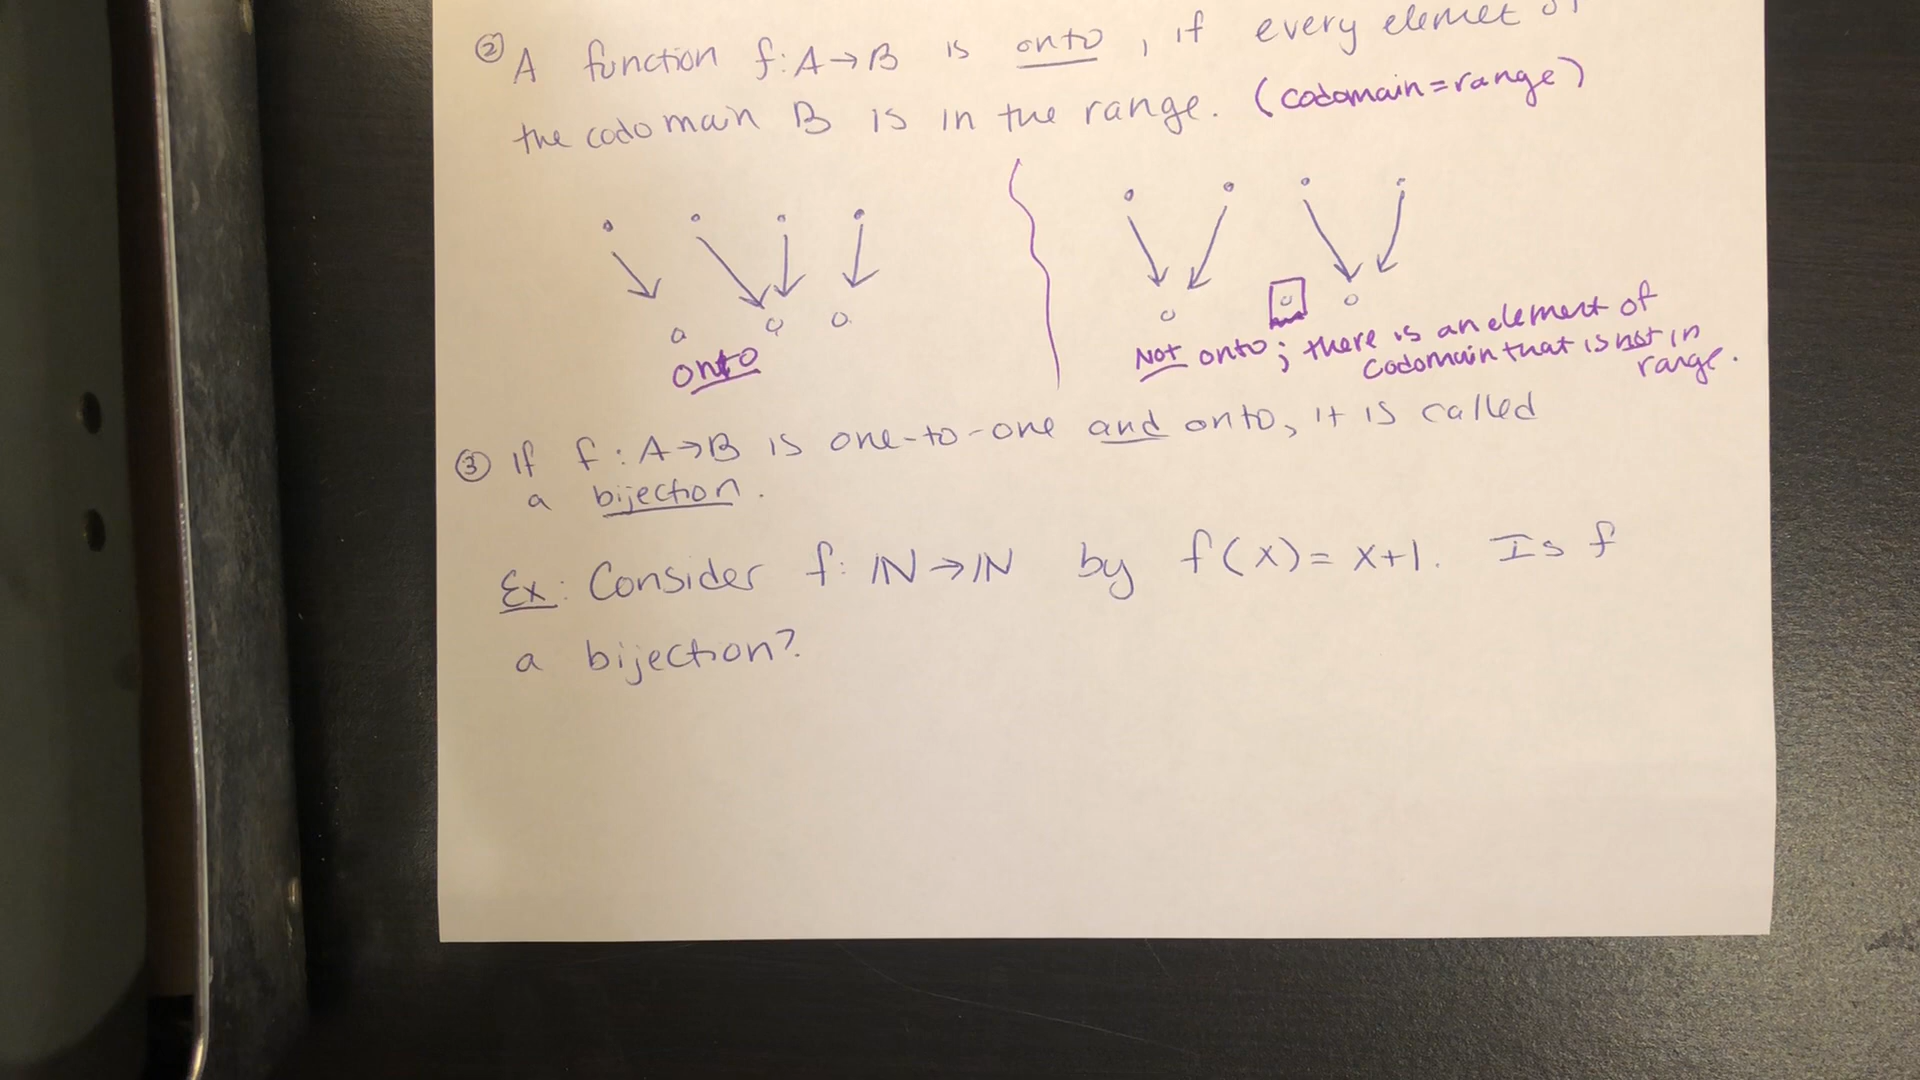 ② A function f: A→B is onto, if every elemet of
the codomain B is in the range. (codomain=range)
onto
Not onto; there is an element of
codomain that is not in
range.
③ If f: A→B is one-to-one and onto, it is called
a bijection.
Ex: Consider f: ℕ→ℕ by f(x)= x+1. Is f
a bijection?